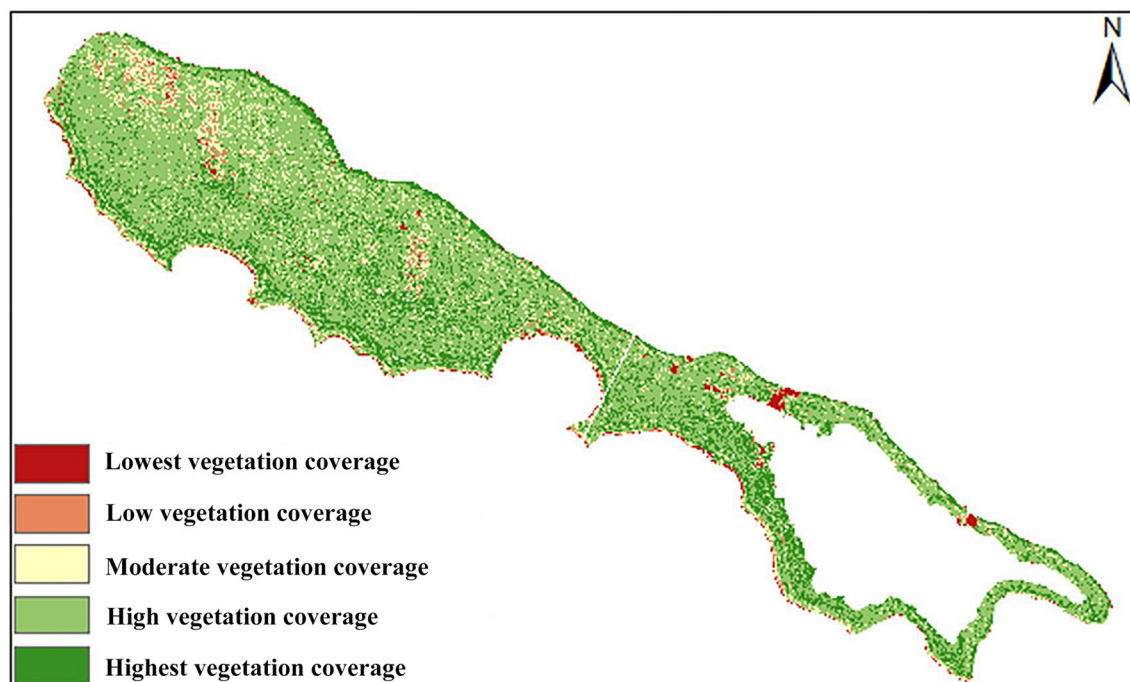 N
Lowest vegetation coverage
Low vegetation coverage
Moderate vegetation coverage
High vegetation coverage
Highest vegetation coverage